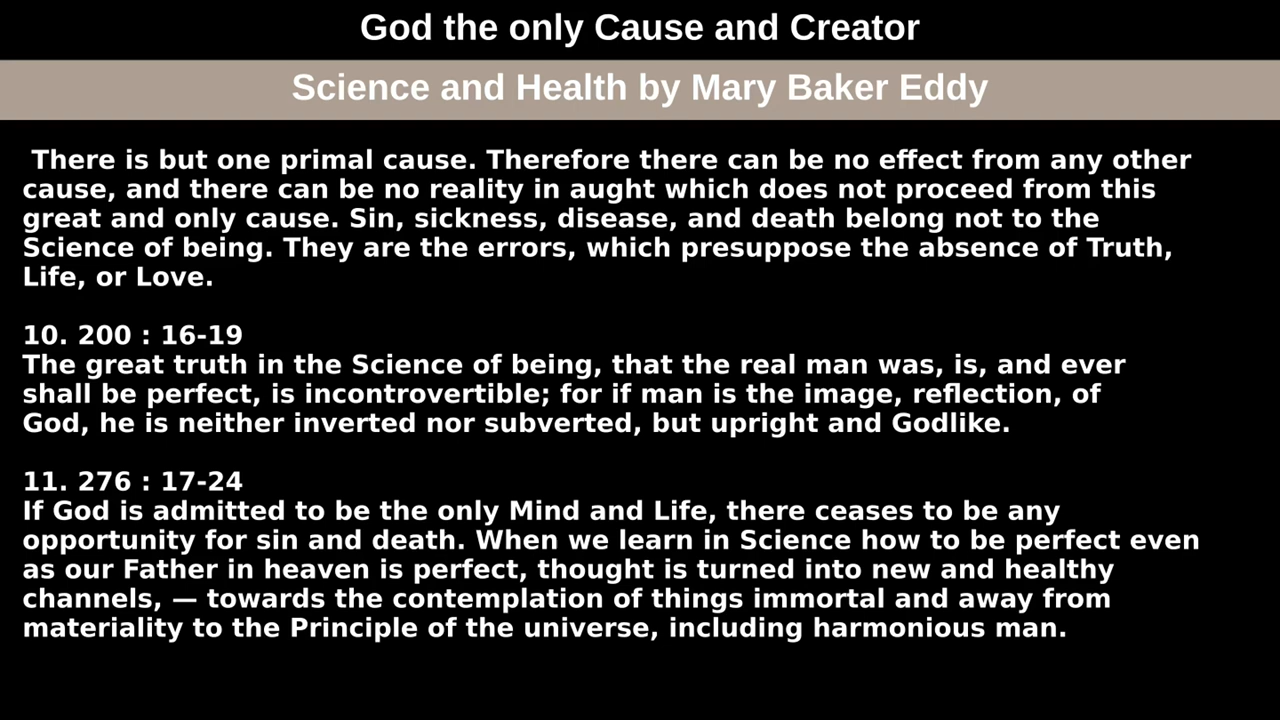 God the only Cause and Creator
Science and Health by Mary Baker Eddy
There is but one primal cause. Therefore there can be no effect from any other
cause, and there can be no reality in aught which does not proceed from this
great and only cause. Sin, sickness, disease, and death belong not to the
Science of being. They are the errors, which presuppose the absence of Truth,
Life, or Love.
10. 200 : 16-19
The great truth in the Science of being, that the real man was, is, and ever
shall be perfect, is incontrovertible; for if man is the image, reflection, of
God, he is neither inverted nor subverted, but upright and Godlike.
11. 276 : 17-24
If God is admitted to be the only Mind and Life, there ceases to be any
opportunity for sin and death. When we learn in Science how to be perfect even
as our Father in heaven is perfect, thought is turned into new and healthy
channels, — towards the contemplation of things immortal and away from
materiality to the Principle of the universe, including harmonious man.